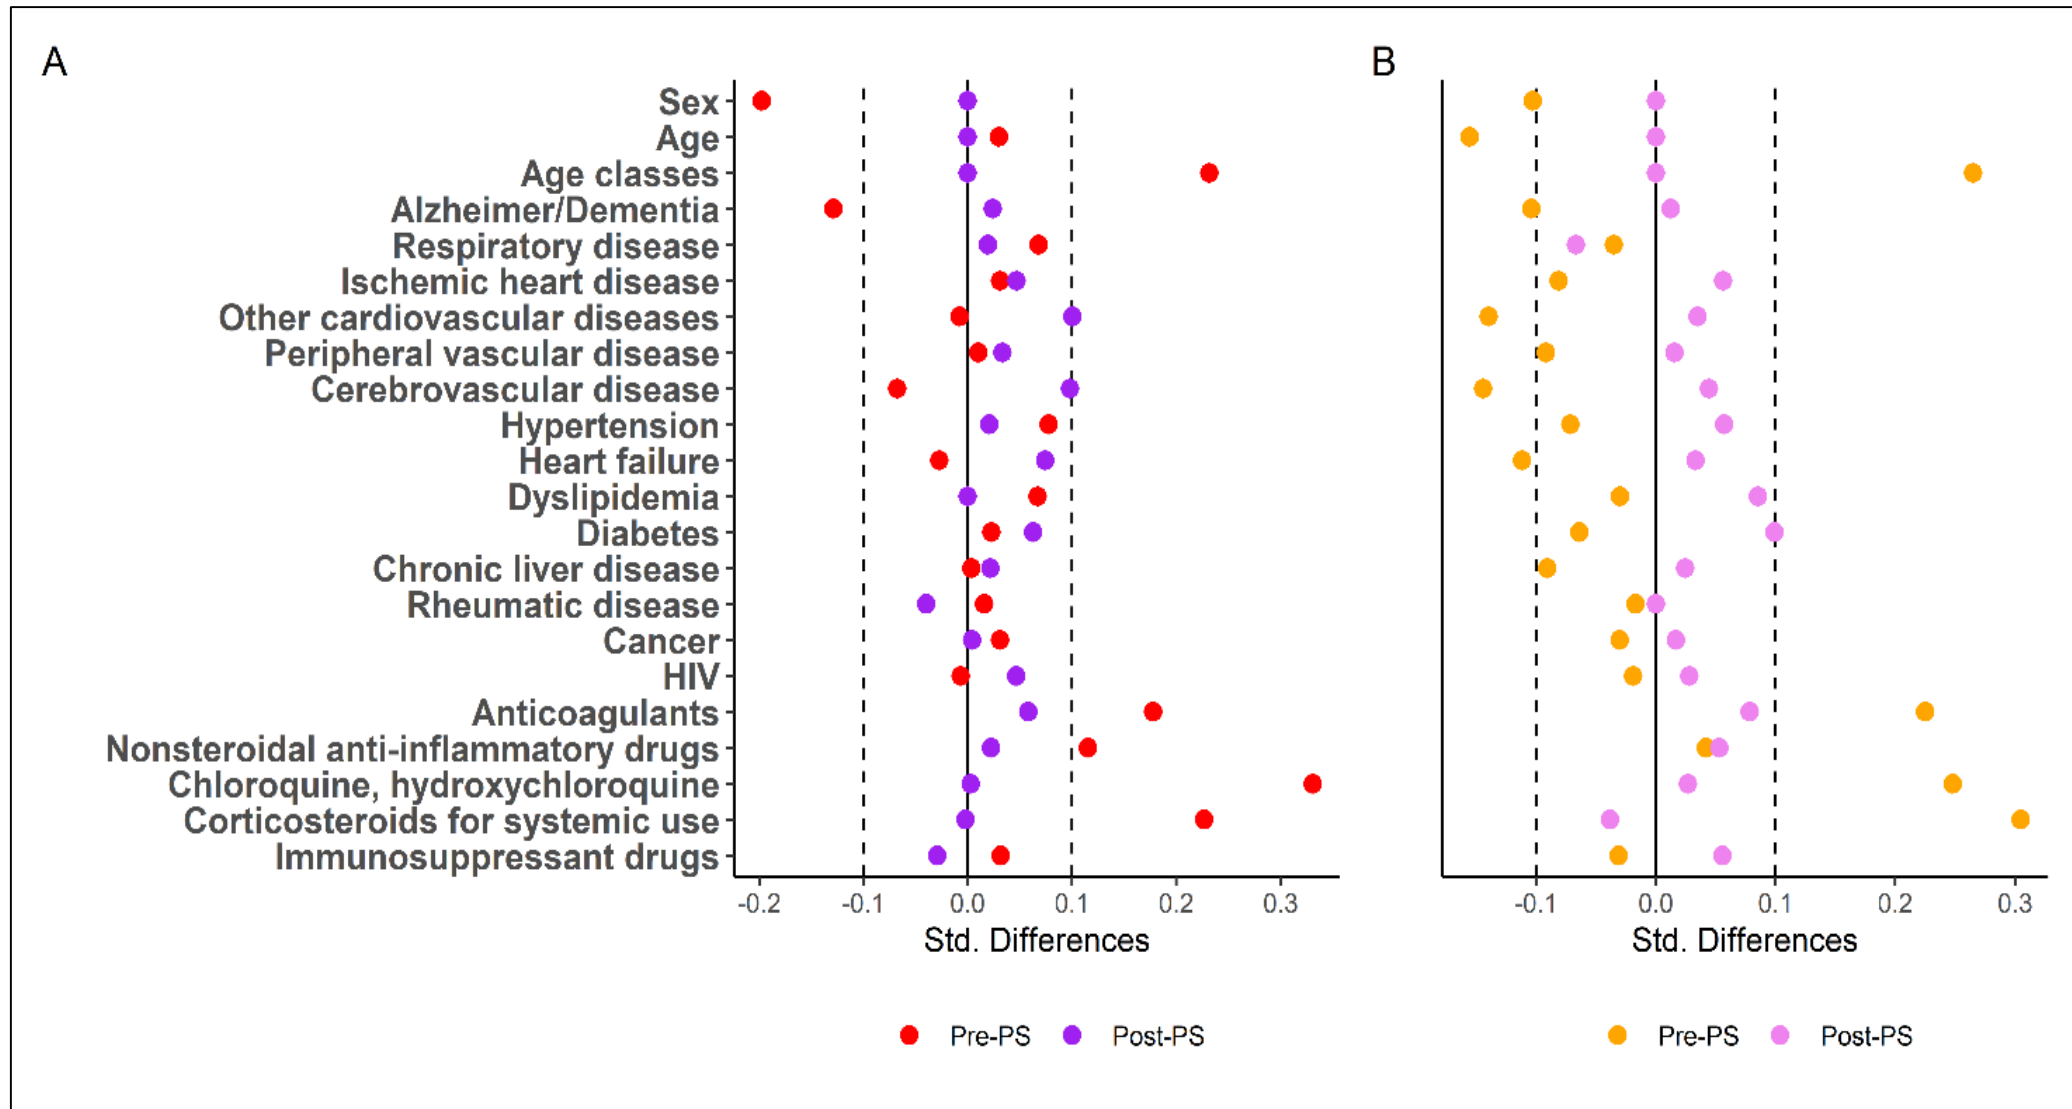 A
B
Sex
Age
Age classes
Alzheimer/Dementia
Respiratory disease
Ischemic heart disease
Other cardiovascular diseases
Peripheral vascular disease
Cerebrovascular disease
Hypertension
Heart failure
Dyslipidemia
Diabetes
Chronic liver disease
Rheumatic disease
Cancer
HIV
Anticoagulants
Nonsteroidal anti-inflammatory drugs
Chloroquine, hydroxychloroquine
Corticosteroids for systemic use
Immunosuppressant drugs
-0.2 -0.1 0.0 0.1 0.2 0.3
Std. Differences
Pre-PS Post-PS
-0.1 0.0 0.1 0.2 0.3
Std. Differences
Pre-PS Post-PS